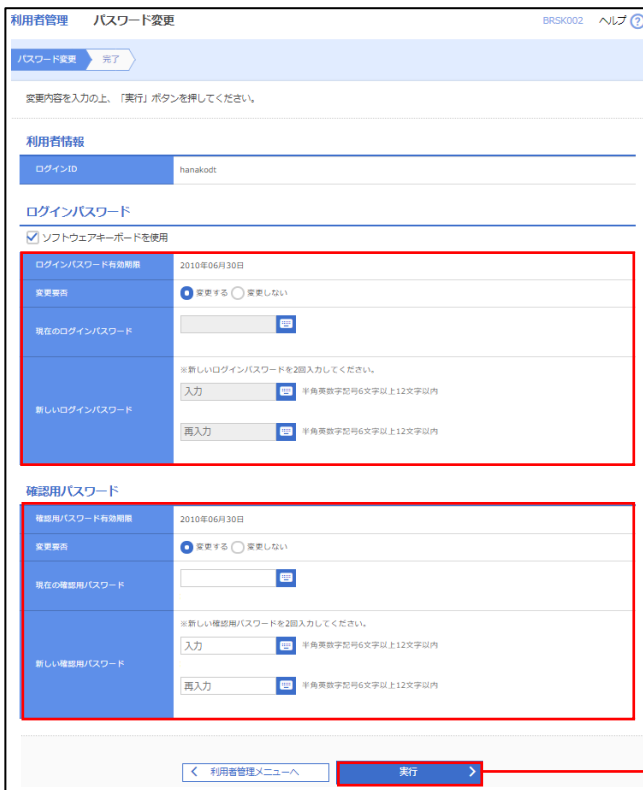 利用者管理 パスワード変更 BRSK002 ヘルプ ?
パスワード変更 完了
変更内容を入力の上、「実行」ボタンを押してください。
利用者情報
ログインID hanakodt
ログインパスワード
ソフトウェアキーボードを使用
ログインパスワード有効期限 2010年06月30日
変更要否 変更する 変更しない
現在のログインパスワード
※新しいログインパスワードを2回入力してください。
入力 半角英数字記号6文字以上12文字以内
新しいログインパスワード
再入力 半角英数字記号6文字以上12文字以内
確認用パスワード
確認用パスワード有効期限 2010年06月30日
変更要否 変更する 変更しない
現在の確認用パスワード
※新しい確認用パスワードを2回入力してください。
入力 半角英数字記号6文字以上12文字以内
新しい確認用パスワード
再入力 半角英数字記号6文字以上12文字以内
利用者管理メニューへ 実行